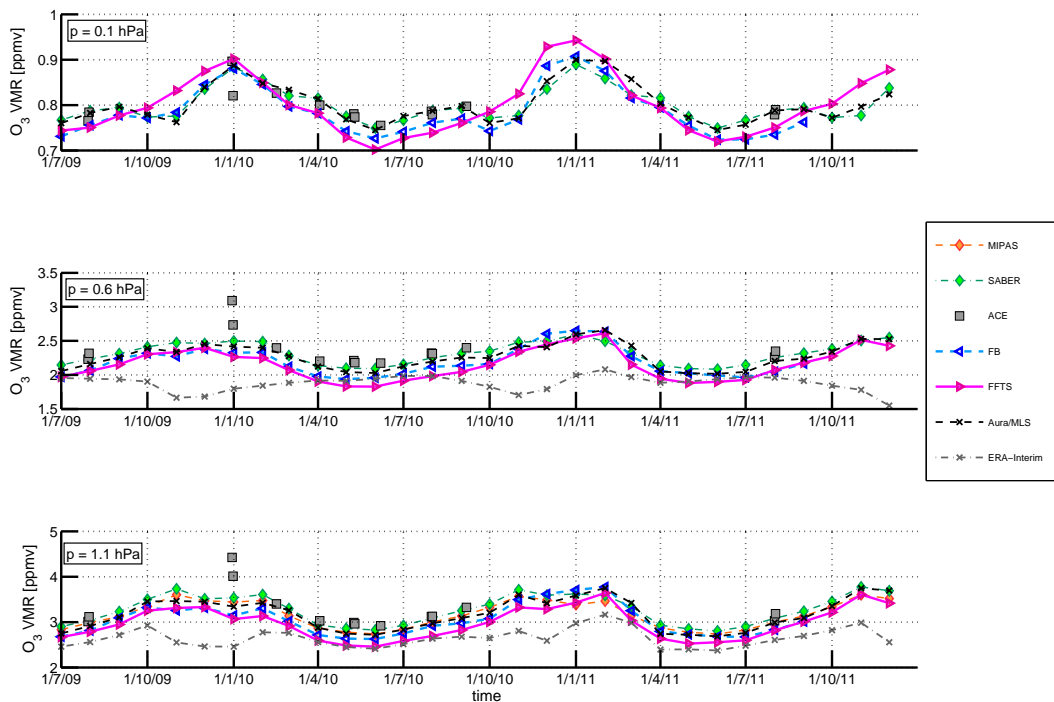 p = 0.1 hPa
O3 VMR [ppmv]
1
0.9
0.8
0.7
1/7/09 1/10/09 1/1/10 1/4/10 1/7/10 1/10/10 1/1/11 1/4/11 1/7/11 1/10/11
p = 0.6 hPa
O3 VMR [ppmv]
3.5
3
2.5
2
1.5
1/7/09 1/10/09 1/1/10 1/4/10 1/7/10 1/10/10 1/1/11 1/4/11 1/7/11 1/10/11
MIPAS
SABER
ACE
FB
FFTS
Aura/MLS
ERA−Interim
p = 1.1 hPa
O3 VMR [ppmv]
5
4
3
2
1/7/09 1/10/09 1/1/10 1/4/10 1/7/10 1/10/10 1/1/11 1/4/11 1/7/11 1/10/11
time